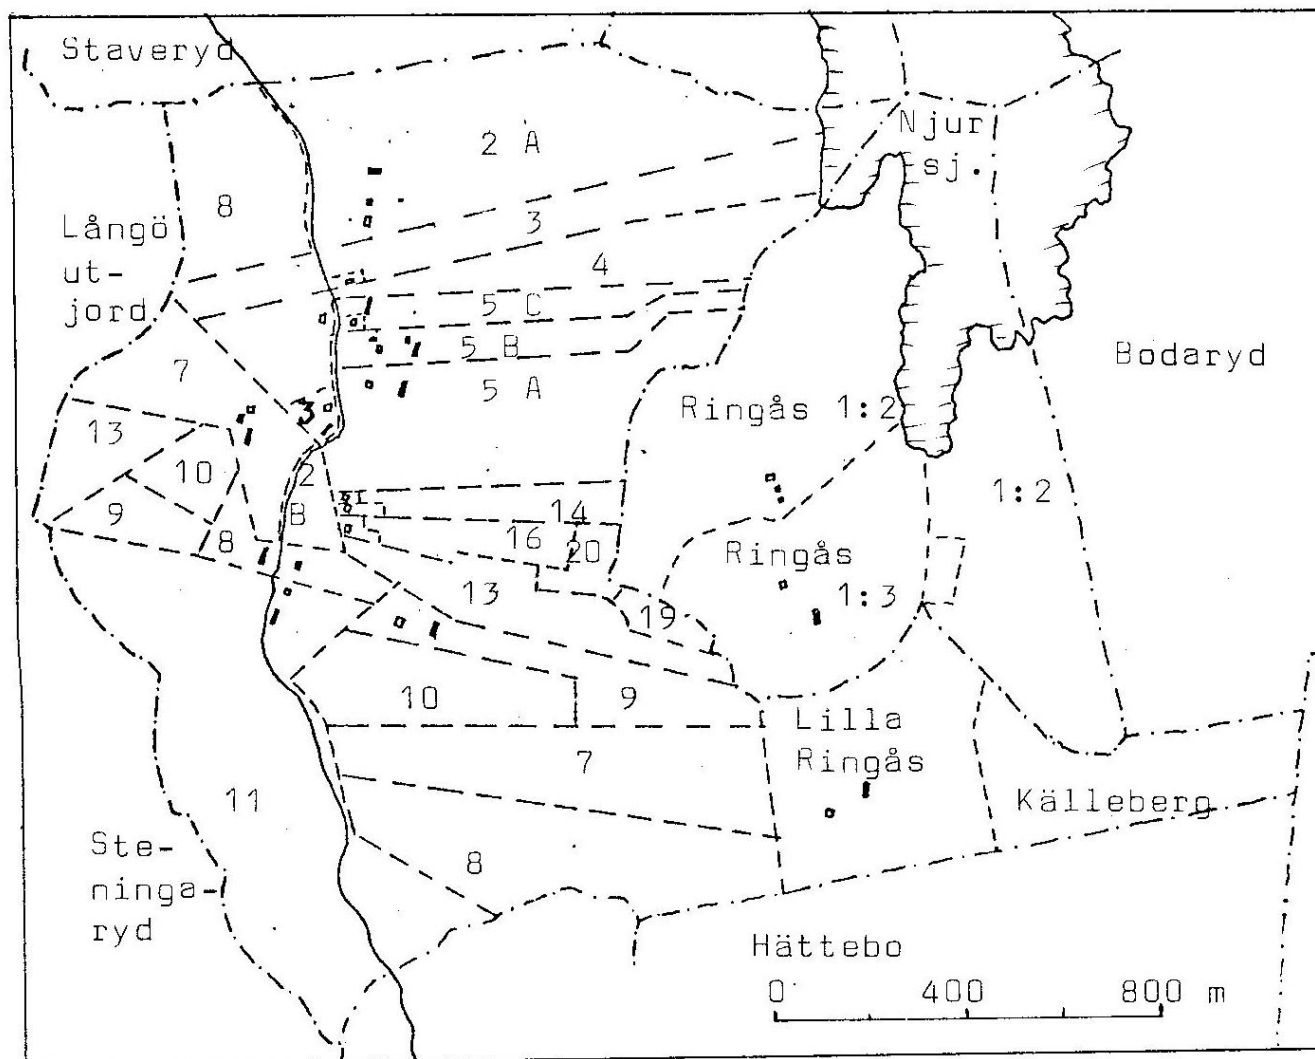 Staveryd
Njur
sj.
2 A
8
3
Långö
ut-
jord
4
5 C
5 B
5 A
7
Bodaryd
Ringås 1:2
3
13
10
2
B
1:2
9
8
14
16
20
Ringås
1:3
13
19
10
9
Lilla
Ringås
7
11
Källeberg
Ste-
ninga-
ryd
8
Hättebo
0 400 800 m